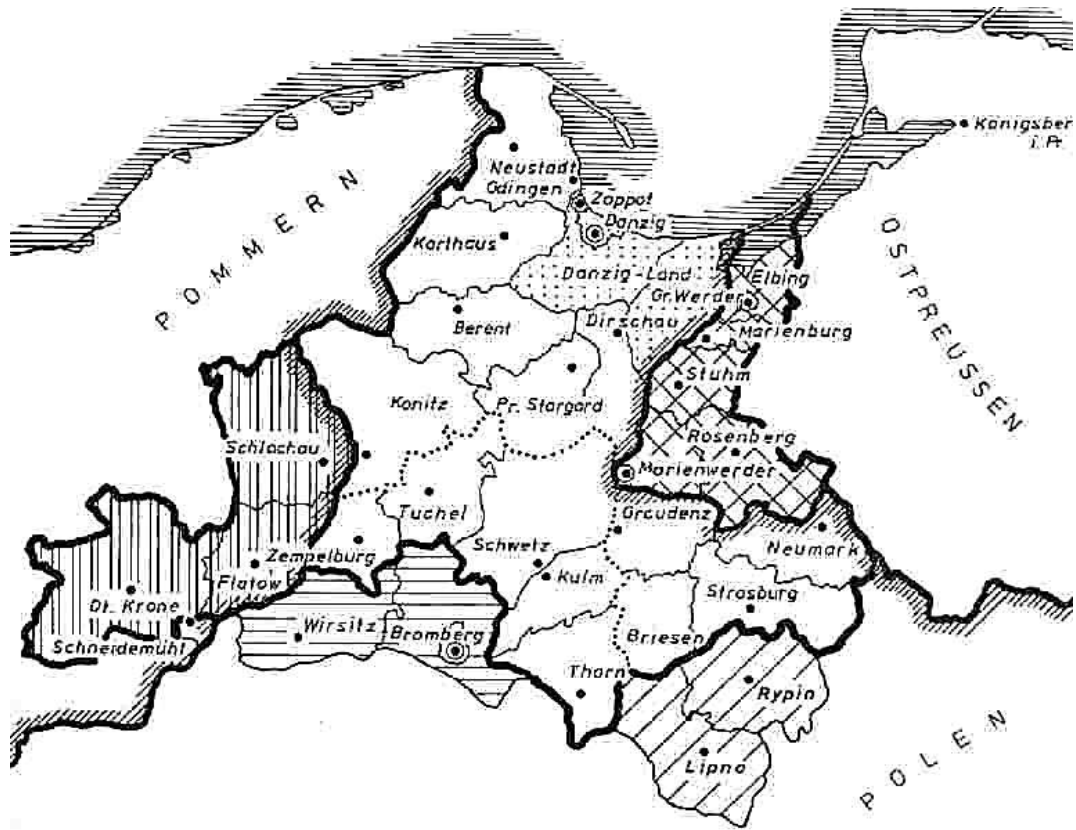 Königsber
i. Pr.
Neustadt
Gdingen
Zoppot
Danzig
POMMERN
OSTPREUSSEN
Karthaus
Danzig-Land
Elbing
Gr. Werder
Berent
Dirschau
Marienburg
Stuhm
Konitz
Pr. Stargard
Schlochau
Rosenberg
Marienwerder
Tuchel
Graudenz
Schwetz
Neumark
Zempelburg
Flatow
Kulm
Dt. Krone
Strasburg
Schneidemühl
Wirsitz
Bromberg
Briesen
Thorn
Rypin
Lipno
POLEN